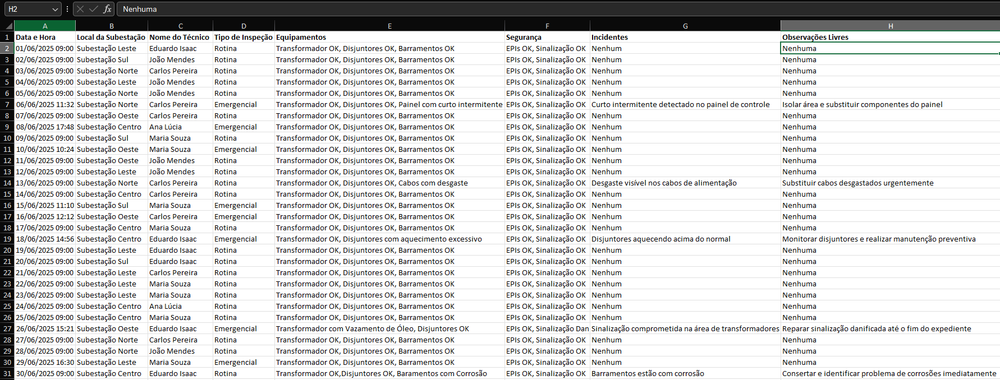 H2 fx Nenhuma
A B C D E F G H
1 Data e Hora Local da Subestação Nome do Técnico Tipo de Inspeção Equipamentos Segurança Incidentes Observações Livres
2 01/06/2025 09:00 Subestação Leste Eduardo Isaac Rotina Transformador OK, Disjuntores OK, Barramentos OK EPIs OK, Sinalização OK Nenhum Nenhuma
3 02/06/2025 09:00 Subestação Sul João Mendes Rotina Transformador OK, Disjuntores OK, Barramentos OK EPIs OK, Sinalização OK Nenhum Nenhuma
4 03/06/2025 09:00 Subestação Norte Carlos Pereira Rotina Transformador OK, Disjuntores OK, Barramentos OK EPIs OK, Sinalização OK Nenhum Nenhuma
5 04/06/2025 09:00 Subestação Leste João Mendes Rotina Transformador OK, Disjuntores OK, Barramentos OK EPIs OK, Sinalização OK Nenhum Nenhuma
6 05/06/2025 09:00 Subestação Norte João Mendes Rotina Transformador OK, Disjuntores OK, Barramentos OK EPIs OK, Sinalização OK Nenhum Nenhuma
7 06/06/2025 11:32 Subestação Norte Carlos Pereira Emergencial Transformador OK, Disjuntores OK, Painel com curto intermitente EPIs OK, Sinalização OK Curto intermitente detectado no painel de controle Isolar área e substituir componentes do painel
8 07/06/2025 09:00 Subestação Oeste Carlos Pereira Rotina Transformador OK, Disjuntores OK, Barramentos OK EPIs OK, Sinalização OK Nenhum Nenhuma
9 08/06/2025 17:48 Subestação Centro Ana Lúcia Emergencial Transformador OK, Disjuntores OK, Barramentos OK EPIs OK, Sinalização OK Nenhum Nenhuma
10 09/06/2025 09:00 Subestação Sul Maria Souza Rotina Transformador OK, Disjuntores OK, Barramentos OK EPIs OK, Sinalização OK Nenhum Nenhuma
11 10/06/2025 10:24 Subestação Oeste Maria Souza Emergencial Transformador OK, Disjuntores OK, Barramentos OK EPIs OK, Sinalização OK Nenhum Nenhuma
12 11/06/2025 09:00 Subestação Oeste João Mendes Rotina Transformador OK, Disjuntores OK, Barramentos OK EPIs OK, Sinalização OK Nenhum Nenhuma
13 12/06/2025 09:00 Subestação Leste João Mendes Rotina Transformador OK, Disjuntores OK, Barramentos OK EPIs OK, Sinalização OK Nenhum Nenhuma
14 13/06/2025 09:00 Subestação Norte Carlos Pereira Rotina Transformador OK, Disjuntores OK, Cabos com desgaste EPIs OK, Sinalização OK Desgaste visível nos cabos de alimentação Substituir cabos desgastados urgentemente
15 14/06/2025 09:00 Subestação Centro Carlos Pereira Rotina Transformador OK, Disjuntores OK, Barramentos OK EPIs OK, Sinalização OK Nenhum Nenhuma
16 15/06/2025 11:10 Subestação Sul Maria Souza Emergencial Transformador OK, Disjuntores OK, Barramentos OK EPIs OK, Sinalização OK Nenhum Nenhuma
17 16/06/2025 12:12 Subestação Oeste Carlos Pereira Emergencial Transformador OK, Disjuntores OK, Barramentos OK EPIs OK, Sinalização OK Nenhum Nenhuma
18 17/06/2025 09:00 Subestação Centro Maria Souza Rotina Transformador OK, Disjuntores OK, Barramentos OK EPIs OK, Sinalização OK Nenhum Nenhuma
19 18/06/2025 14:56 Subestação Centro Eduardo Isaac Emergencial Transformador OK, Disjuntores com aquecimento excessivo EPIs OK, Sinalização OK Disjuntores aquecendo acima do normal Monitorar disjuntores e realizar manutenção preventiva
20 19/06/2025 09:00 Subestação Leste Eduardo Isaac Rotina Transformador OK, Disjuntores OK, Barramentos OK EPIs OK, Sinalização OK Nenhum Nenhuma
21 20/06/2025 09:00 Subestação Sul Eduardo Isaac Rotina Transformador OK, Disjuntores OK, Barramentos OK EPIs OK, Sinalização OK Nenhum Nenhuma
22 21/06/2025 09:00 Subestação Leste Carlos Pereira Rotina Transformador OK, Disjuntores OK, Barramentos OK EPIs OK, Sinalização OK Nenhum Nenhuma
23 22/06/2025 09:00 Subestação Leste Maria Souza Rotina Transformador OK, Disjuntores OK, Barramentos OK EPIs OK, Sinalização OK Nenhum Nenhuma
24 23/06/2025 09:00 Subestação Leste Maria Souza Rotina Transformador OK, Disjuntores OK, Barramentos OK EPIs OK, Sinalização OK Nenhum Nenhuma
25 24/06/2025 09:00 Subestação Centro Ana Lúcia Rotina Transformador OK, Disjuntores OK, Barramentos OK EPIs OK, Sinalização OK Nenhum Nenhuma
26 25/06/2025 09:00 Subestação Centro Maria Souza Rotina Transformador OK, Disjuntores OK, Barramentos OK EPIs OK, Sinalização OK Nenhum Nenhuma
27 26/06/2025 15:21 Subestação Oeste Eduardo Isaac Emergencial Transformador com Vazamento de Óleo, Disjuntores OK EPIs OK, Sinalização Dan Sinalização comprometida na área de transformadores Reparar sinalização danificada até o fim do expediente
28 27/06/2025 09:00 Subestação Norte Carlos Pereira Rotina Transformador OK, Disjuntores OK, Barramentos OK EPIs OK, Sinalização OK Nenhum Nenhuma
29 28/06/2025 09:00 Subestação Norte João Mendes Rotina Transformador OK, Disjuntores OK, Barramentos OK EPIs OK, Sinalização OK Nenhum Nenhuma
30 29/06/2025 16:30 Subestação Leste Maria Souza Emergencial Transformador OK, Disjuntores OK, Barramentos OK EPIs OK, Sinalização OK Nenhum Nenhuma
31 30/06/2025 09:00 Subestação Centro Eduardo Isaac Rotina Transformador OK,Disjuntores OK, Baramentos com Corrosão EPIs OK, Sinalização OK Barramentos estão com corrosão Consertar e identificar problema de corrosões imediatamente